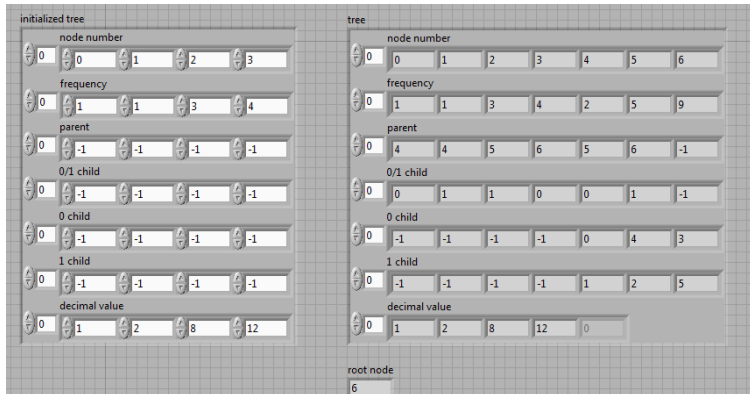 initialized tree
node number
0 0 1 2 3
frequency
0 1 1 3 4
parent
0 -1 -1 -1 -1
0/1 child
0 -1 -1 -1 -1
0 child
0 -1 -1 -1 -1
1 child
0 -1 -1 -1 -1
decimal value
0 1 2 8 12
tree
node number
0 0 1 2 3 4 5 6
frequency
0 1 1 3 4 2 5 9
parent
0 4 4 5 6 5 6 -1
0/1 child
0 0 1 1 0 0 1 -1
0 child
0 -1 -1 -1 -1 0 4 3
1 child
0 -1 -1 -1 -1 1 2 5
decimal value
0 1 2 8 12 0
root node
6